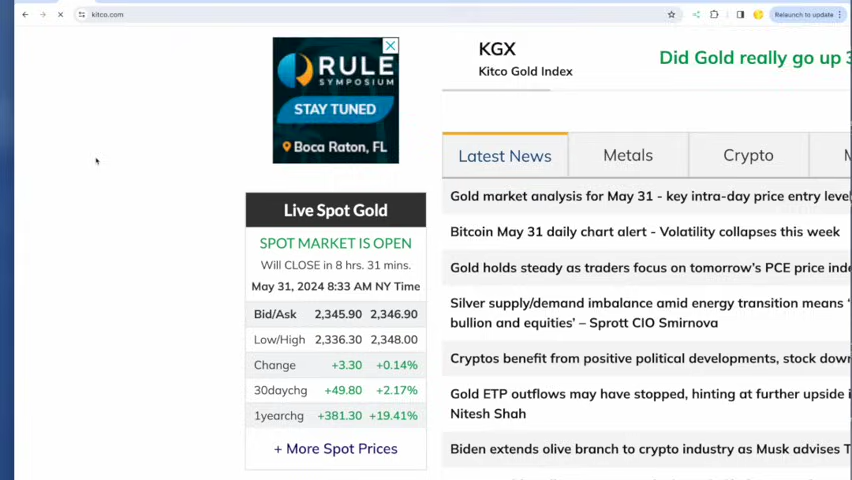 kitco.com
Relaunch to update
RULE
SYMPOSIUM
STAY TUNED
Boca Raton, FL
KGX
Kitco Gold Index
Did Gold really go up 3
Latest News
Metals
Crypto
M
Gold market analysis for May 31 - key intra-day price entry leve
Bitcoin May 31 daily chart alert - Volatility collapses this week
Gold holds steady as traders focus on tomorrow's PCE price inde
Silver supply/demand imbalance amid energy transition means '
bullion and equities' – Sprott CIO Smirnova
Cryptos benefit from positive political developments, stock down
Gold ETP outflows may have stopped, hinting at further upside i
Nitesh Shah
Biden extends olive branch to crypto industry as Musk advises T
Live Spot Gold
SPOT MARKET IS OPEN
Will CLOSE in 8 hrs. 31 mins.
May 31, 2024 8:33 AM NY Time
Bid/Ask 2,345.90 2,346.90
Low/High 2,336.30 2,348.00
Change +3.30 +0.14%
30daychg +49.80 +2.17%
1yearchg +381.30 +19.41%
+ More Spot Prices